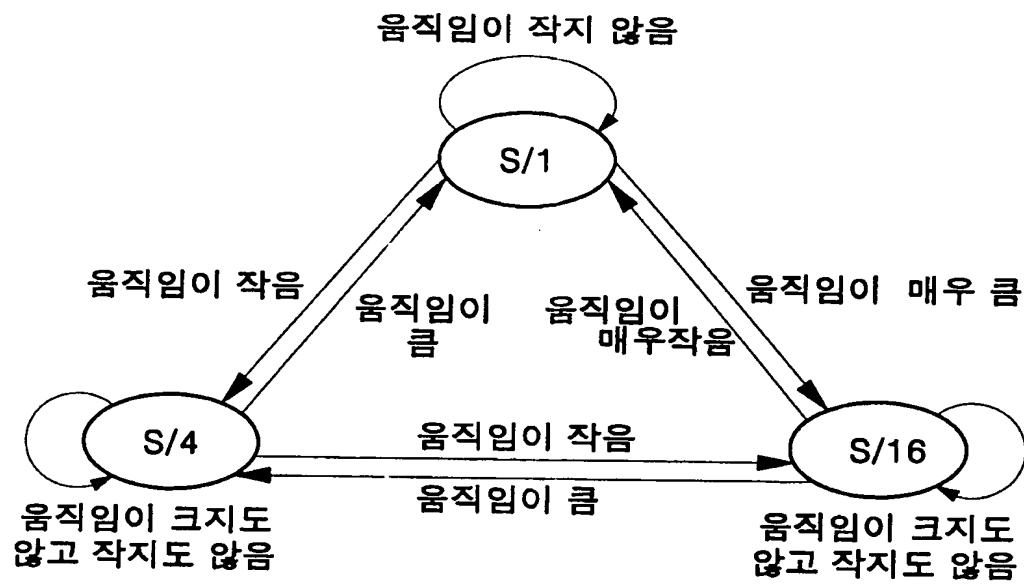 움직임이 작지 않음
S/1
움직임이 작음
움직임이
큼
움직임이
매우작움
움직임이 매우 큼
S/4
움직임이 작음
움직임이 큼
S/16
움직임이 크지도
않고 작지도 않음
움직임이 크지도
않고 작지도 않음